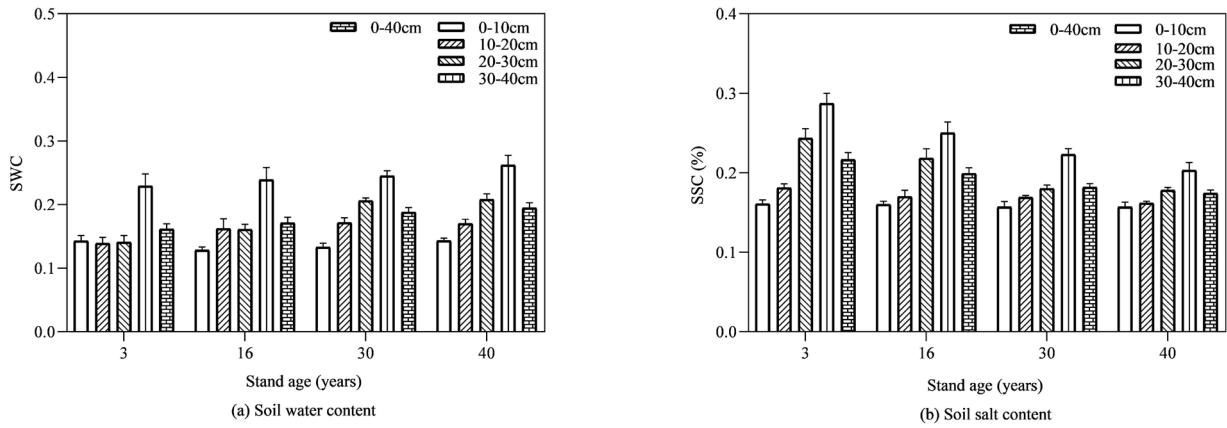 0.5
0.4
0.3
0.2
0.1
0.0
SWC
0-40cm
0-10cm
10-20cm
20-30cm
30-40cm
3
16
30
40
Stand age (years)
(a) Soil water content
0.4
0.3
0.2
0.1
0.0
SSC (%)
0-40cm
0-10cm
10-20cm
20-30cm
30-40cm
3
16
30
40
Stand age (years)
(b) Soil salt content